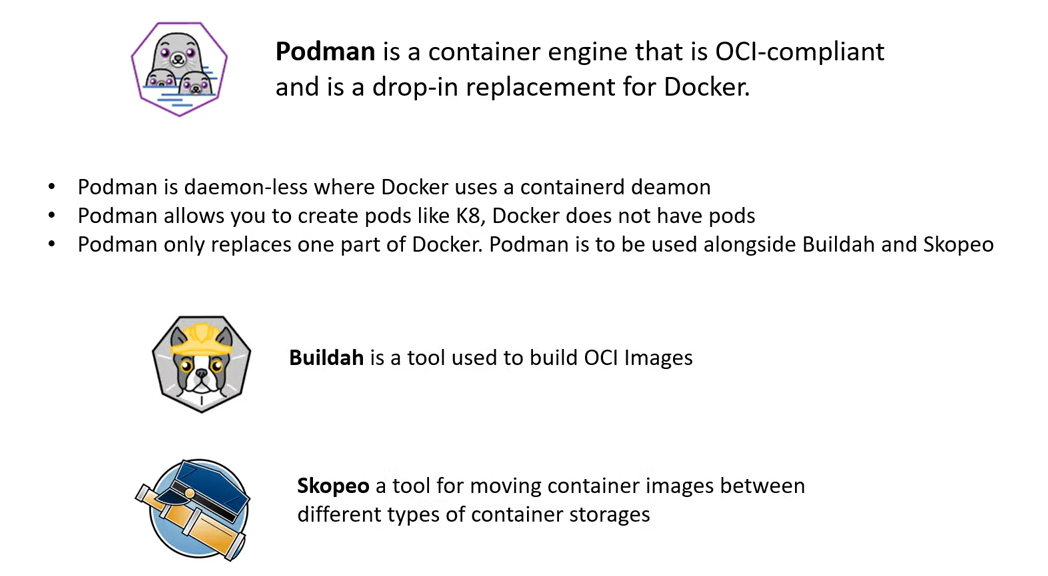 Podman is a container engine that is OCI-compliant
and is a drop-in replacement for Docker.
• Podman is daemon-less where Docker uses a containerd deamon
• Podman allows you to create pods like K8, Docker does not have pods
• Podman only replaces one part of Docker. Podman is to be used alongside Buildah and Skopeo
Buildah is a tool used to build OCI Images
Skopeo a tool for moving container images between
different types of container storages